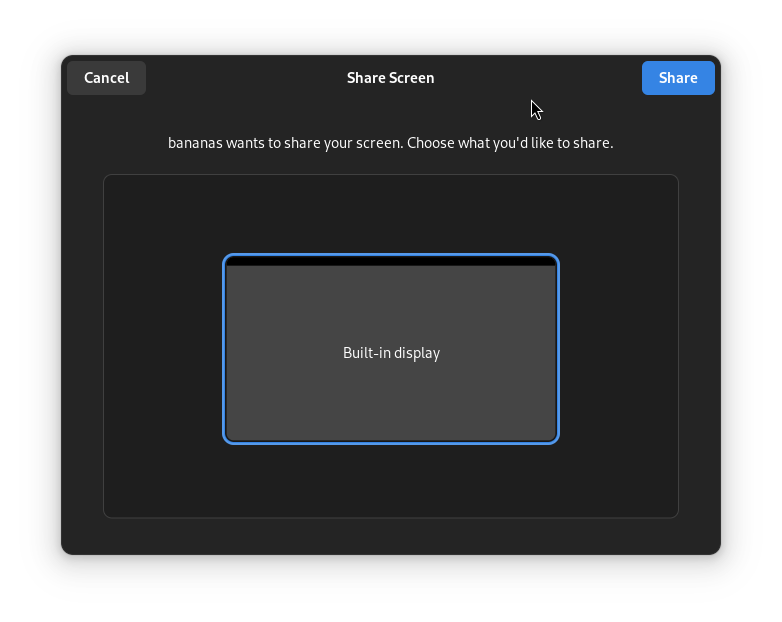 Cancel
Share Screen
Share
bananas wants to share your screen. Choose what you'd like to share.
Built-in display